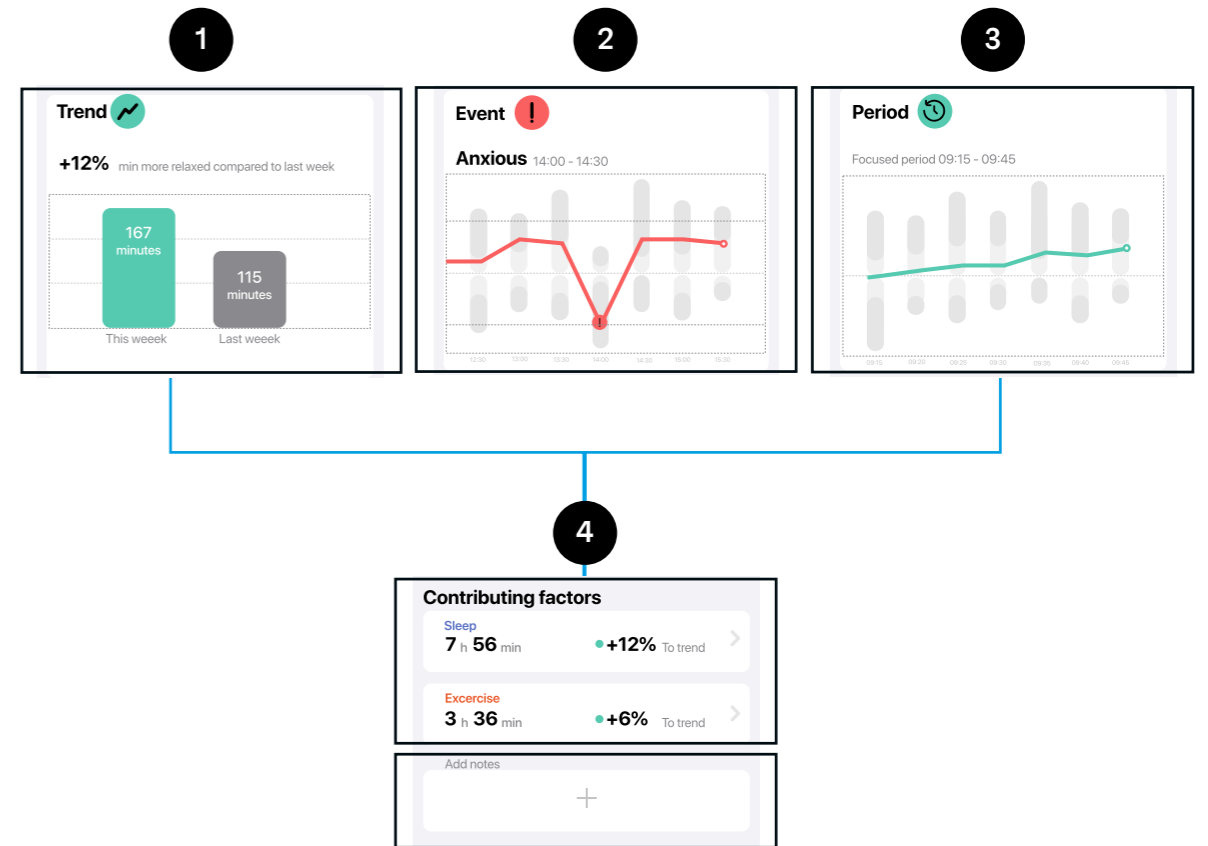 1
2
3
Trend
+12% min more relaxed compared to last week
167
minutes
115
minutes
This weeek
Last weeek
Event
!
Anxious 14:00 - 14:30
!
12:30 13:00 13:30 14:00 14:30 15:00 15:30
Period
Focused period 09:15 - 09:45
09:15 09:20 09:25 09:30 09:35 09:40 09:45
4
Contributing factors
Sleep
7 h 56 min +12% To trend
Excercise
3 h 36 min +6% To trend
Add notes